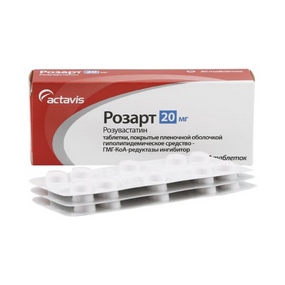 actavis
Розарт 20 мг
Розувастатин
таблетки, покрытые пленочной оболочкой
гиполипидемическое средство -
ГМГ-КоА-редуктазы ингибитор
таблеток